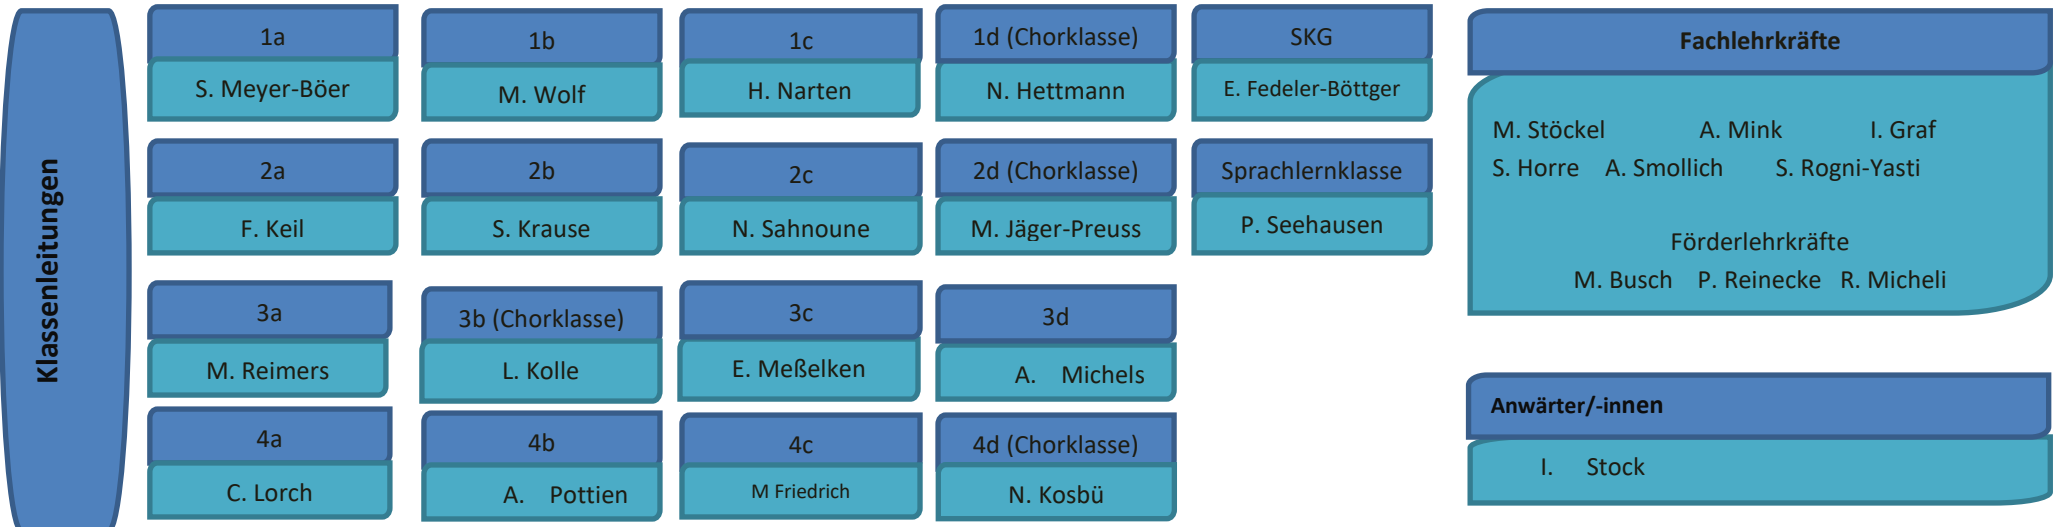 Klassenleitungen
1a
S. Meyer-Böer
1b
M. Wolf
1c
H. Narten
1d (Chorklasse)
N. Hettmann
SKG
E. Fedeler-Böttger
2a
F. Keil
2b
S. Krause
2c
N. Sahnoune
2d (Chorklasse)
M. Jäger-Preuss
Sprachlernklasse
P. Seehausen
3a
M. Reimers
3b (Chorklasse)
L. Kolle
3c
E. Meßelken
3d
A. Michels
4a
C. Lorch
4b
A. Pottien
4c
M Friedrich
4d (Chorklasse)
N. Kosbü
Fachlehrkräfte
M. Stöckel A. Mink I. Graf
S. Horre A. Smollich S. Rogni-Yasti
Förderlehrkräfte
M. Busch P. Reinecke R. Micheli
Anwärter/-innen
I. Stock